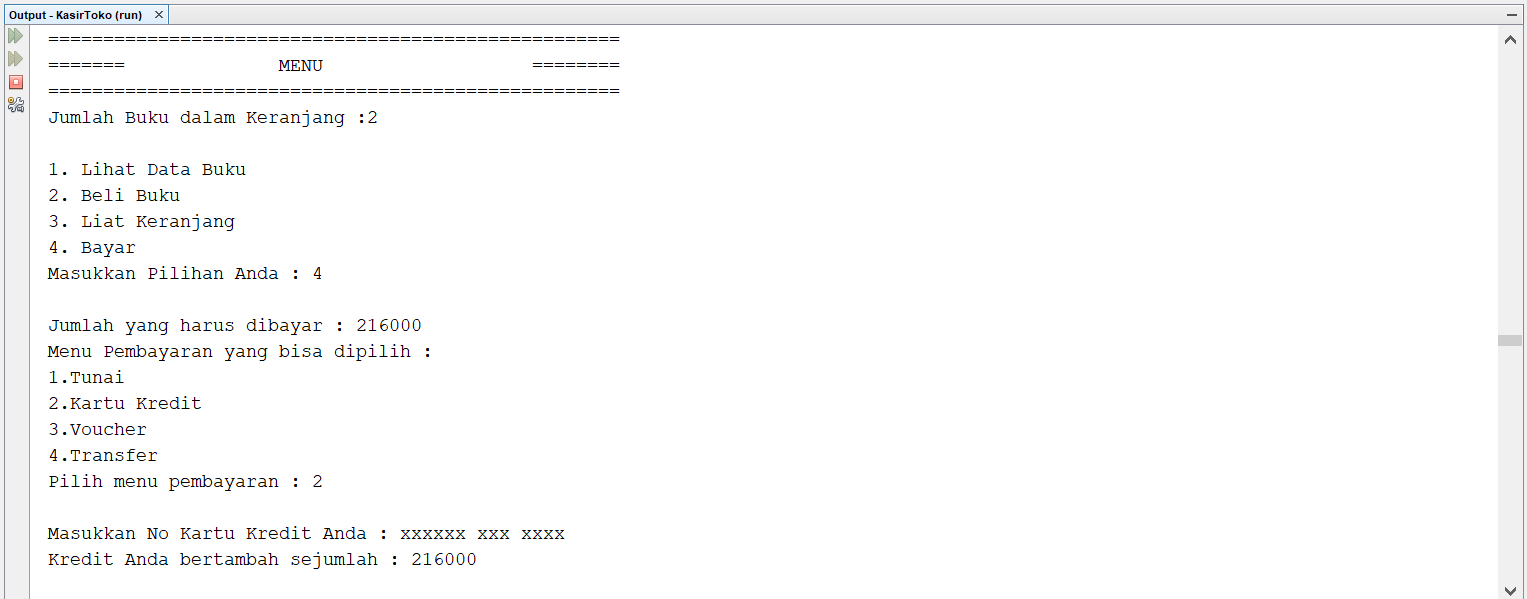 Output - KasirToko (run)
====================================================
=======              MENU                   ========
====================================================
Jumlah Buku dalam Keranjang :2
1. Lihat Data Buku
2. Beli Buku
3. Liat Keranjang
4. Bayar
Masukkan Pilihan Anda : 4
Jumlah yang harus dibayar : 216000
Menu Pembayaran yang bisa dipilih :
1.Tunai
2.Kartu Kredit
3.Voucher
4.Transfer
Pilih menu pembayaran : 2
Masukkan No Kartu Kredit Anda : xxxxxx xxx xxxx
Kredit Anda bertambah sejumlah : 216000